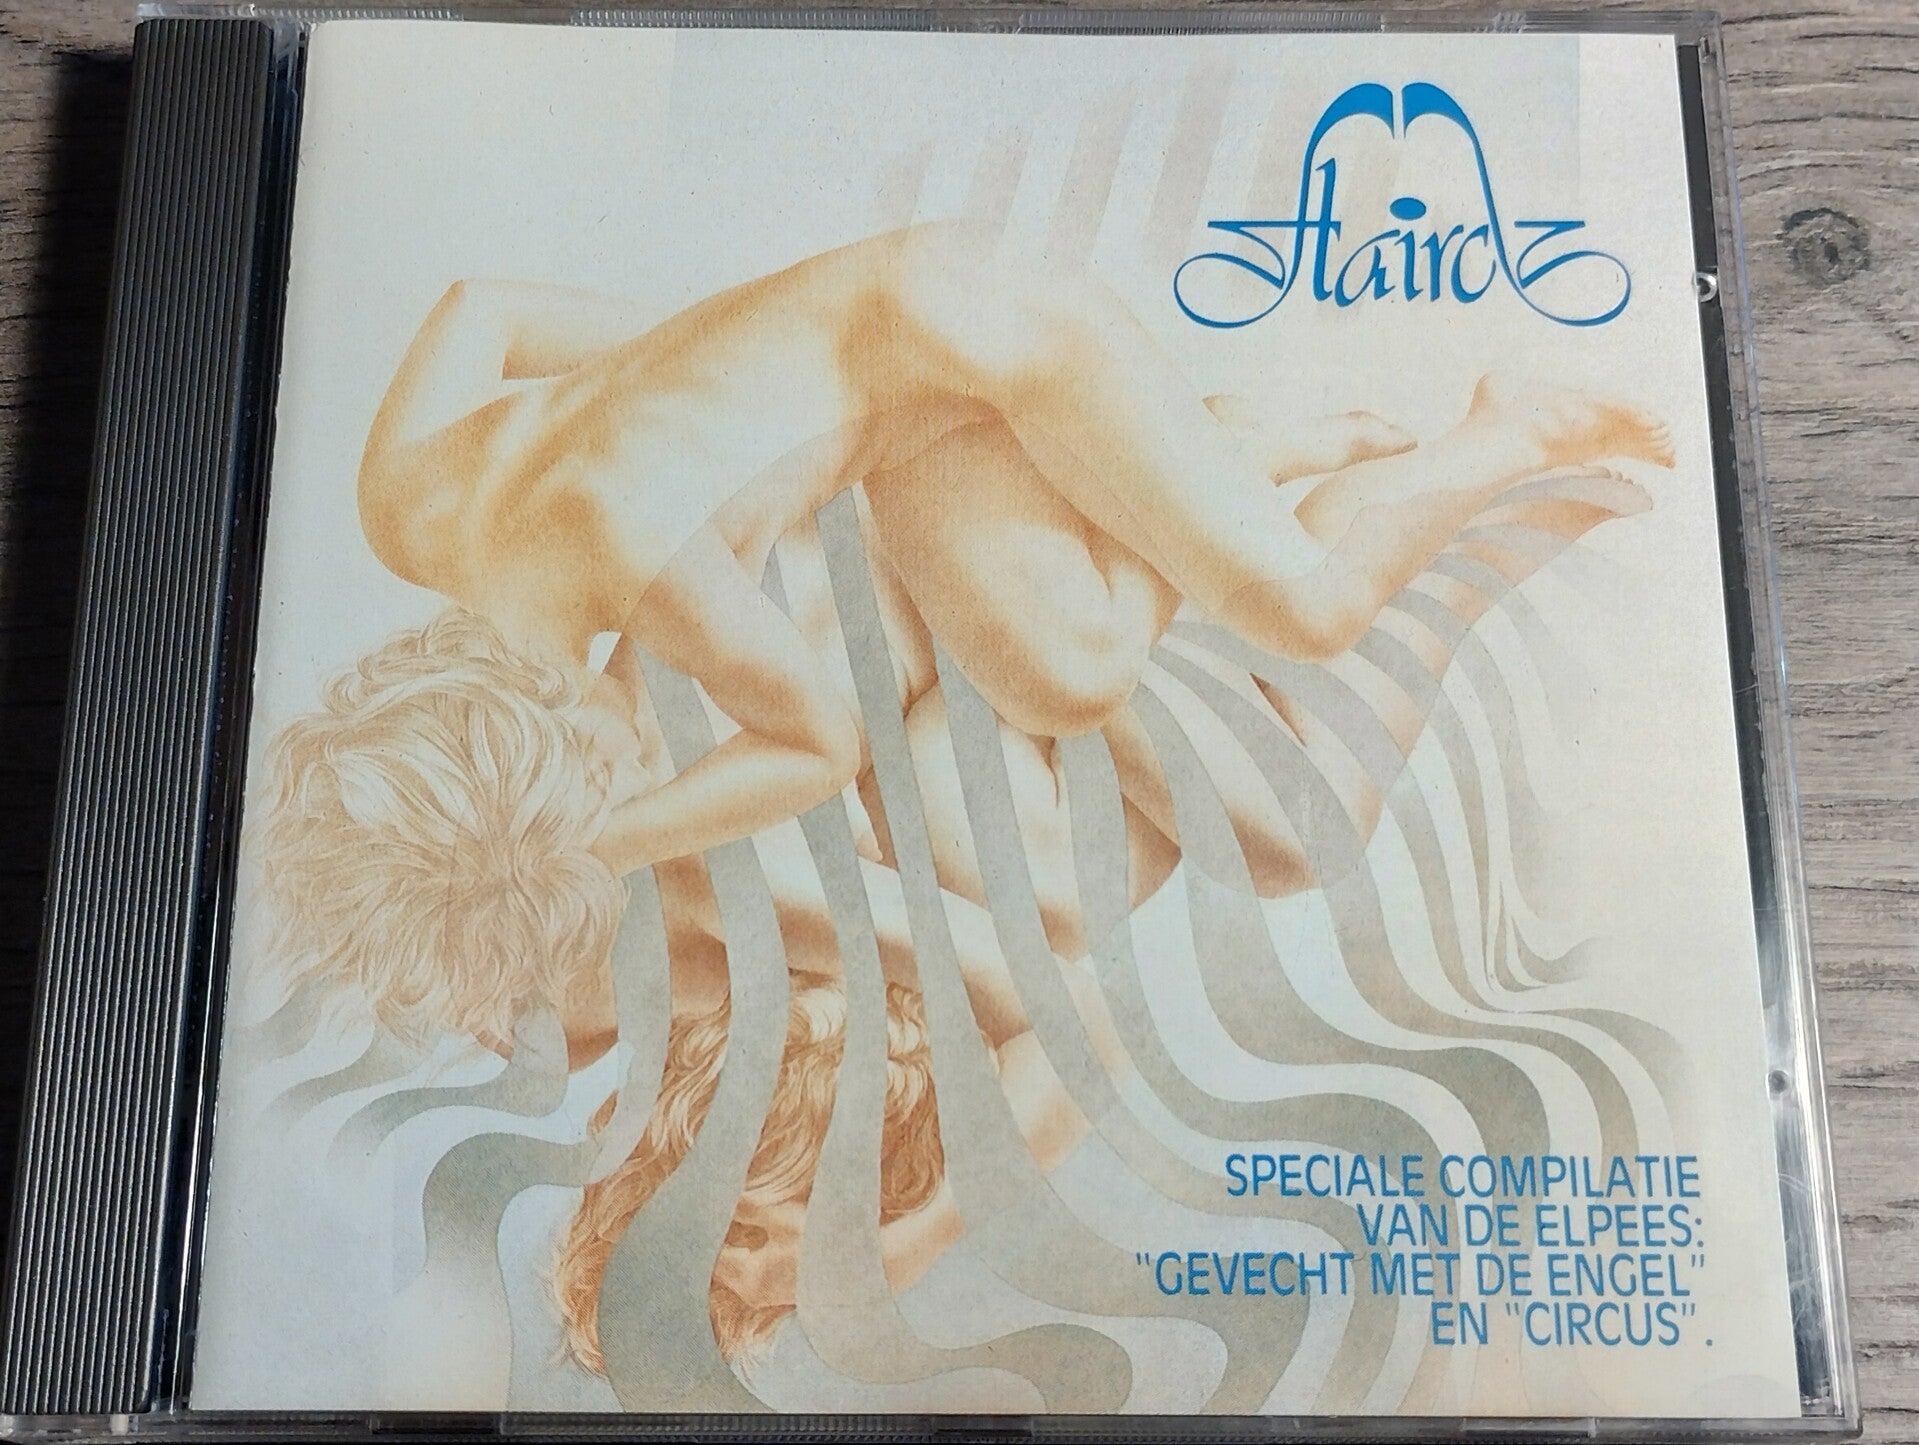 Flairck
SPECIALE COMPILATIE
VAN DE ELPEES:
"GEVECHT MET DE ENGEL"
EN "CIRCUS".